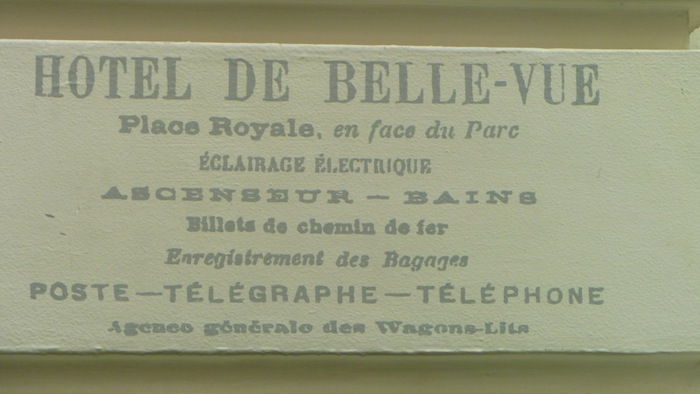 HOTEL DE BELLE-VUE
Place Royale, en face du Parc
ÉCLAIRAGE ÉLECTRIQUE
ASCENSEUR — BAINS
Billets de chemin de fer
Enregistrement des Bagages
POSTE—TÉLÉGRAPHE—TÉLÉPHONE
Agence générale des Wagons-Lits